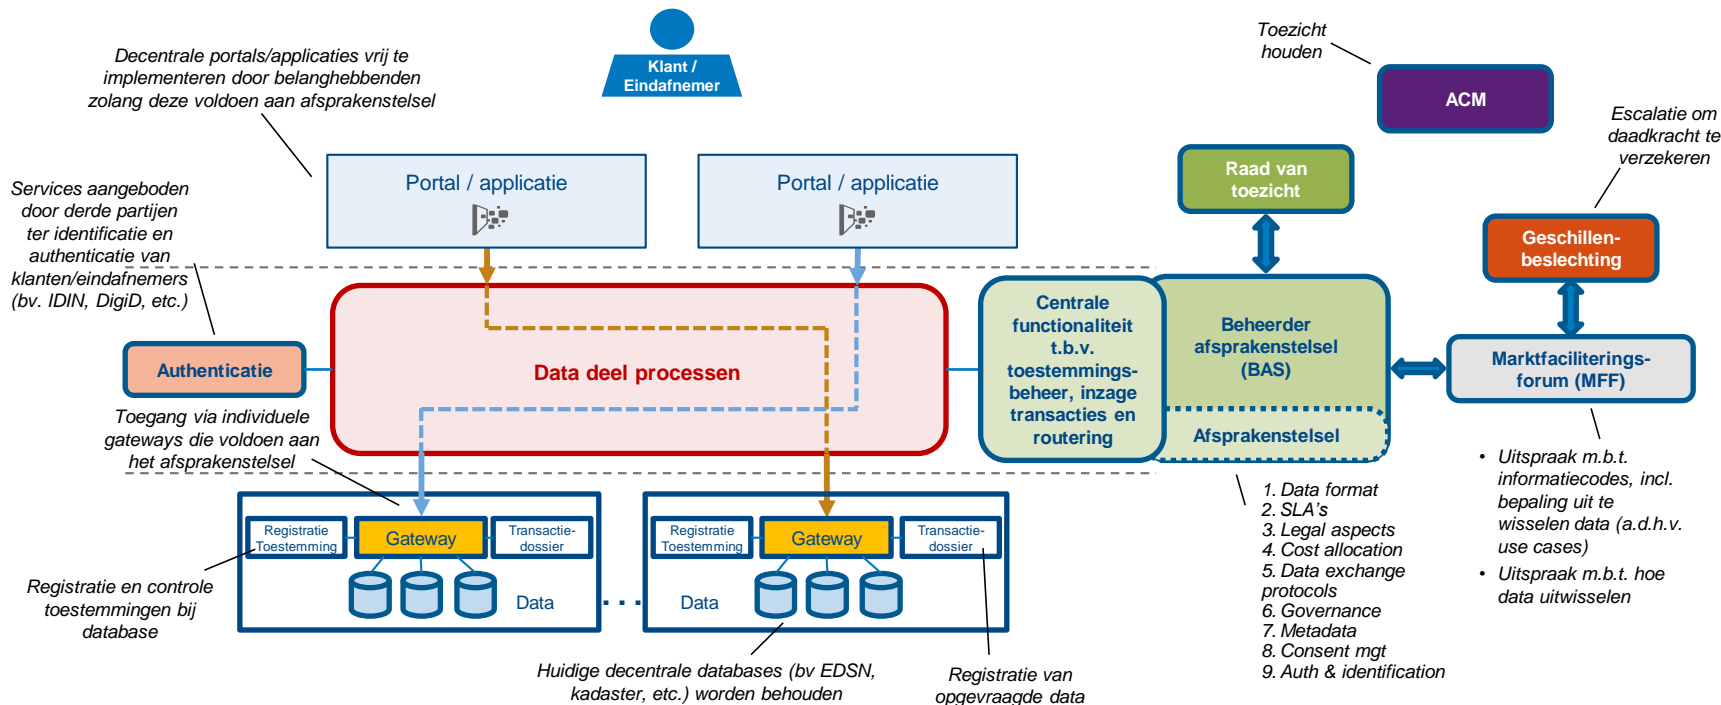 Decentrale portals/applicaties vrij te
implementeren door belanghebbenden
zolang deze voldoen aan afsprakenstelsel
Klant /
Eindafnemer
Toezicht
houden
ACM
Escalatie om
daadkracht te
verzekeren
Services aangeboden
door derde partijen
ter identificatie en
authenticatie van
klanten/eindafnemers
(bv. IDIN, DigiD, etc.)
Portal / applicatie
Portal / applicatie
Raad van
toezicht
Geschillen-
beslechting
Authenticatie
Data deel processen
Centrale
functionaliteit
t.b.v.
toestemmings-
beheer, inzage
transacties en
routering
Beheerder
afsprakenstelsel
(BAS)
Afsprakenstelsel
Marktfaciliterings-
forum (MFF)
Toegang via individuele
gateways die voldoen aan
het afsprakenstelsel
Registratie
Toestemming
Gateway
Transactie-
dossier
Data
Registratie
Toestemming
Gateway
Transactie-
dossier
Data
Registratie en controle
toestemmingen bij
database
Huidige decentrale databases (bv EDSN,
kadaster, etc.) worden behouden
Registratie van
opgevraagde data
1. Data format
2. SLA's
3. Legal aspects
4. Cost allocation
5. Data exchange
protocols
6. Governance
7. Metadata
8. Consent mgt
9. Auth & identification
• Uitspraak m.b.t.
informatiecodes, incl.
bepaling uit te
wisselen data (a.d.h.v.
use cases)
• Uitspraak m.b.t. hoe
data uitwisselen